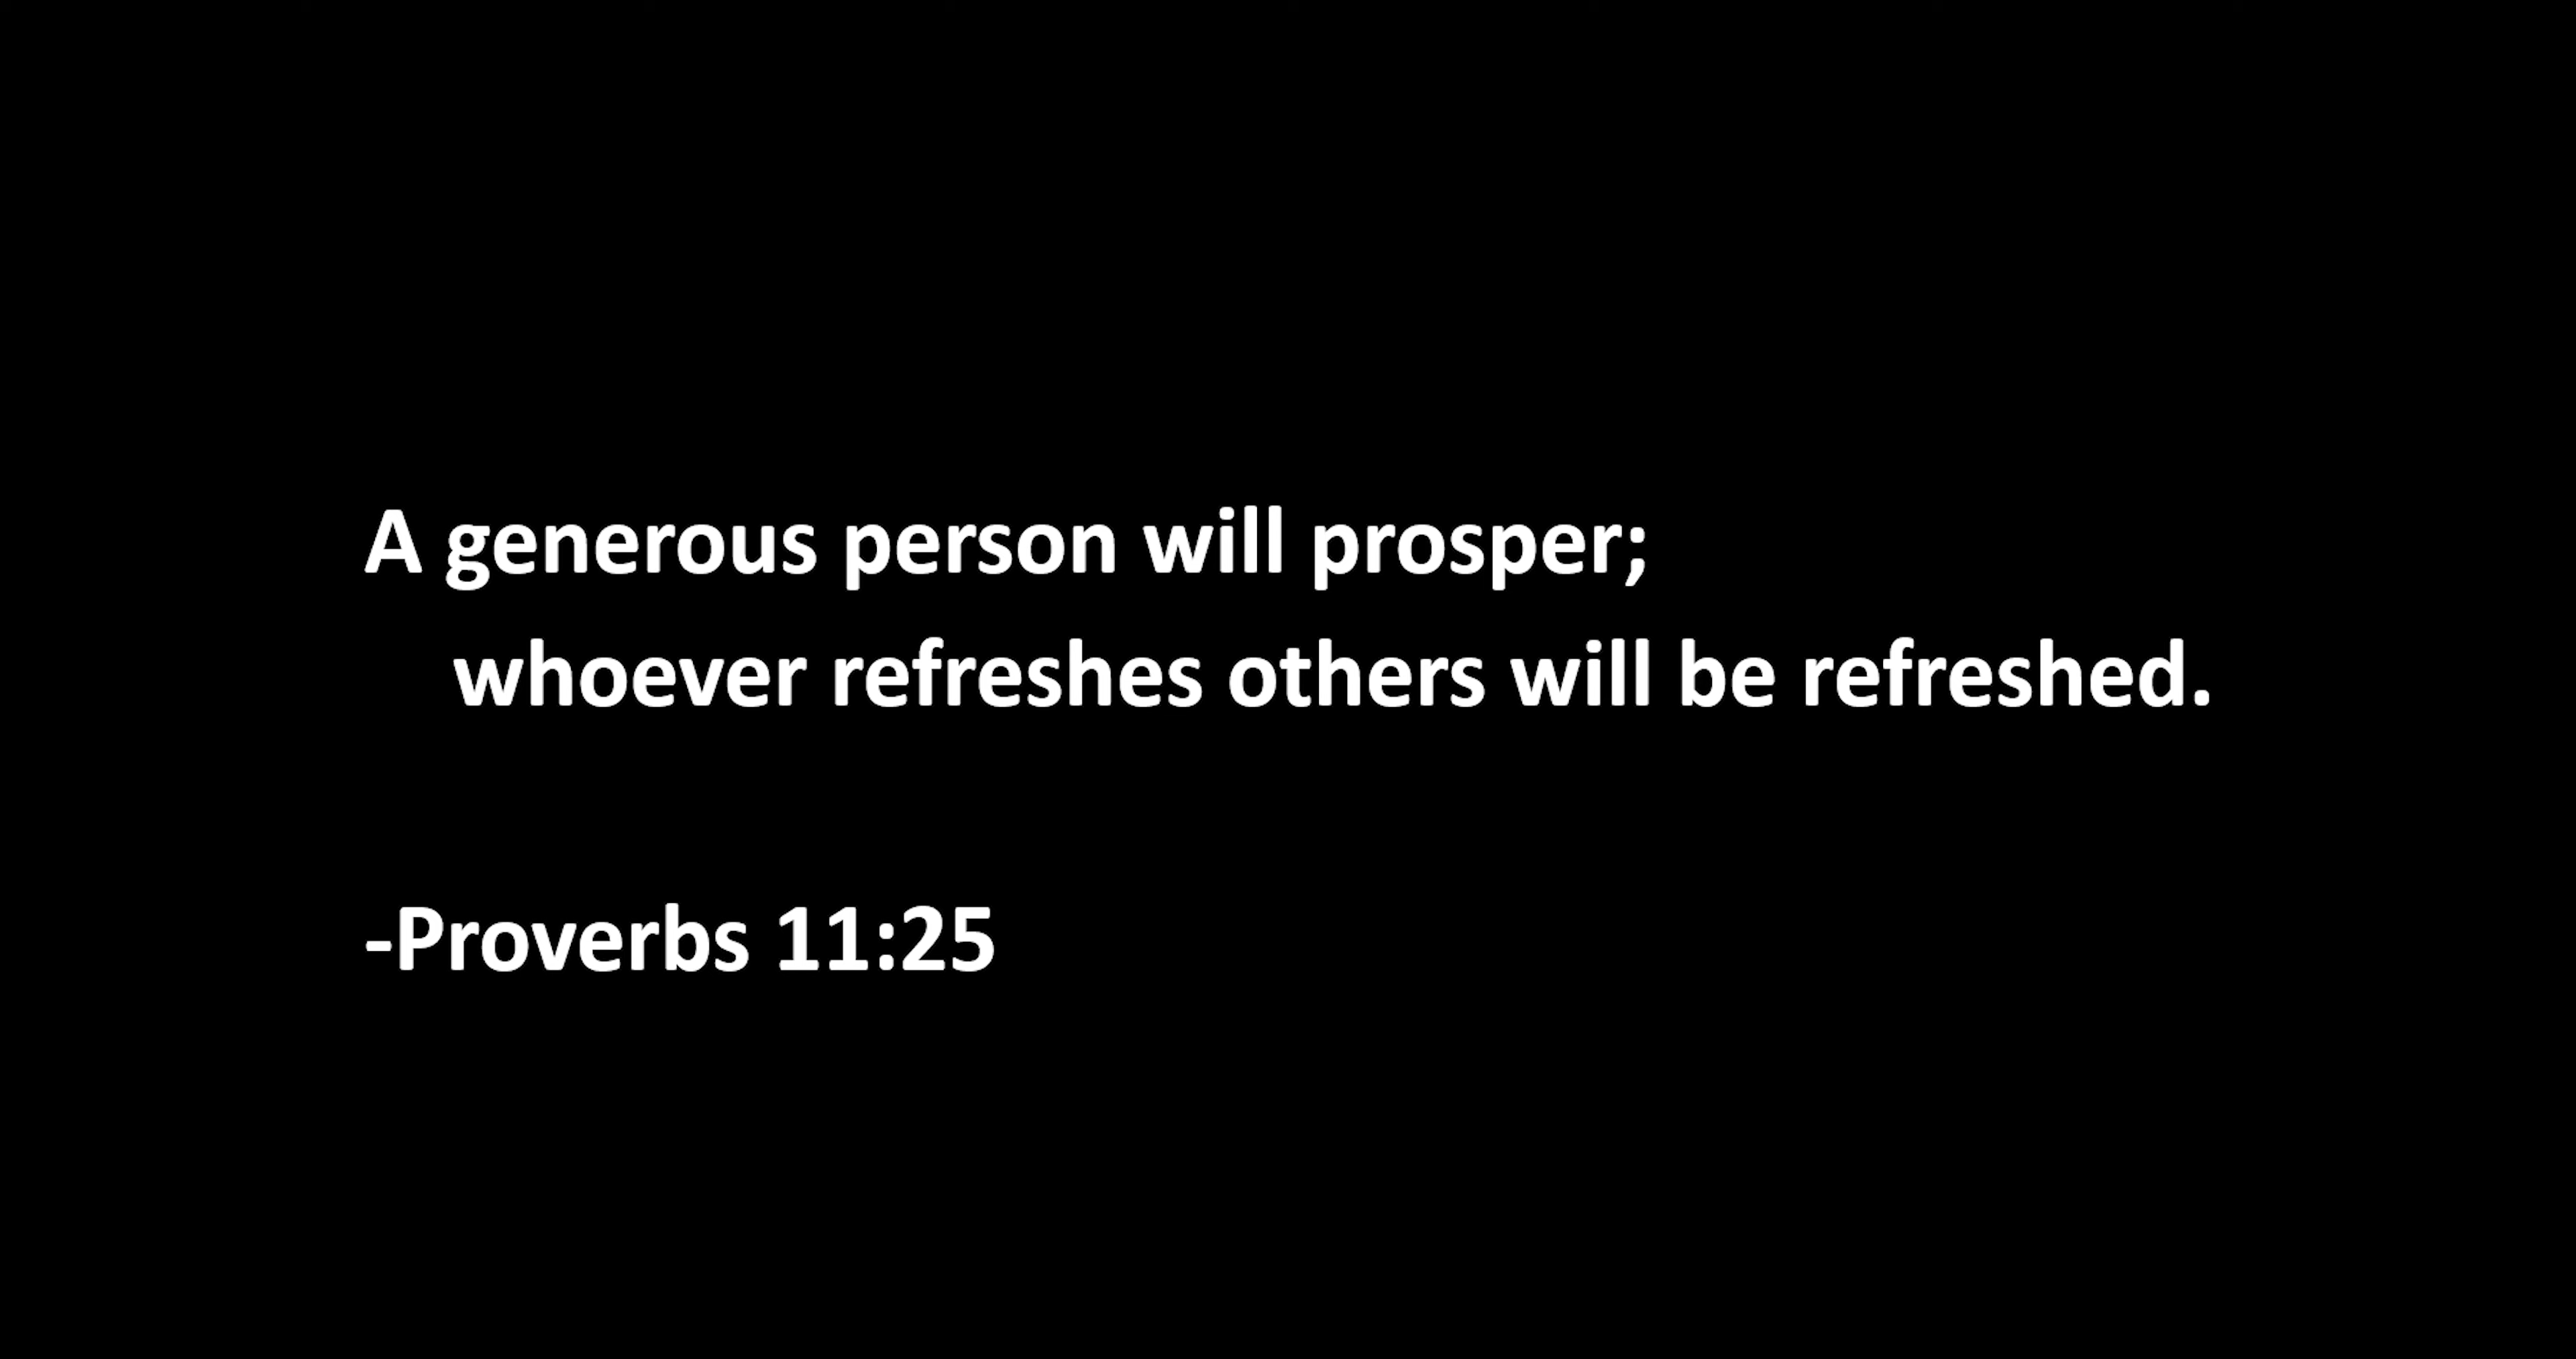 A generous person will prosper;
whoever refreshes others will be refreshed.
-Proverbs 11:25